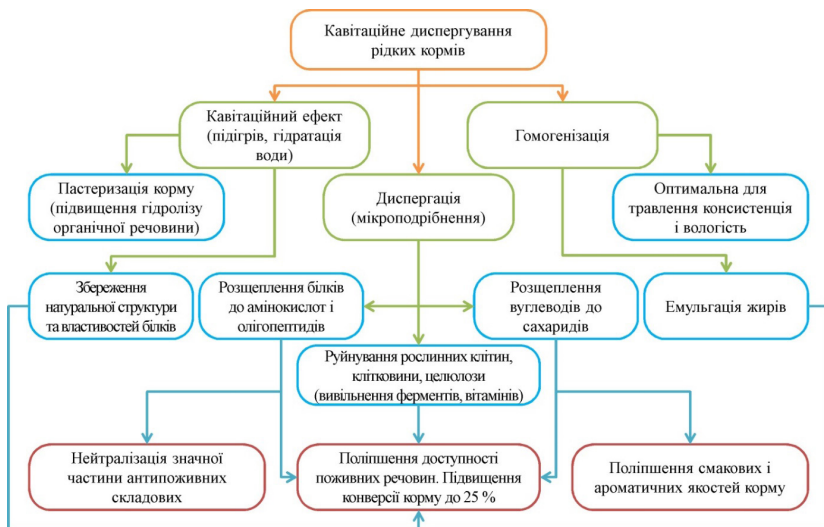 Кавітаційне диспергування
рідких кормів
Кавітаційний ефект
(підігрів, гідратація
води)
Гомогенізація
Пастеризація корму
(підвищення гідролізу
органічної речовини)
Диспергація
(мікроподрібнення)
Оптимальна для
травлення консистенція
і вологість
Збереження
натуральної структури
та властивостей білків
Розщеплення білків
до амінокислот і
олігопептидів
Розщеплення
вуглеводів до
сахаридів
Емульгація жирів
Руйнування рослинних клітин,
клітковини, целюлози
(вивільнення ферментів, вітамінів)
Нейтралізація значної
частини антипоживних
складових
Поліпшення доступності
поживних речовин. Підвищення
конверсії корму до 25 %
Поліпшення смакових і
ароматичних якостей корму